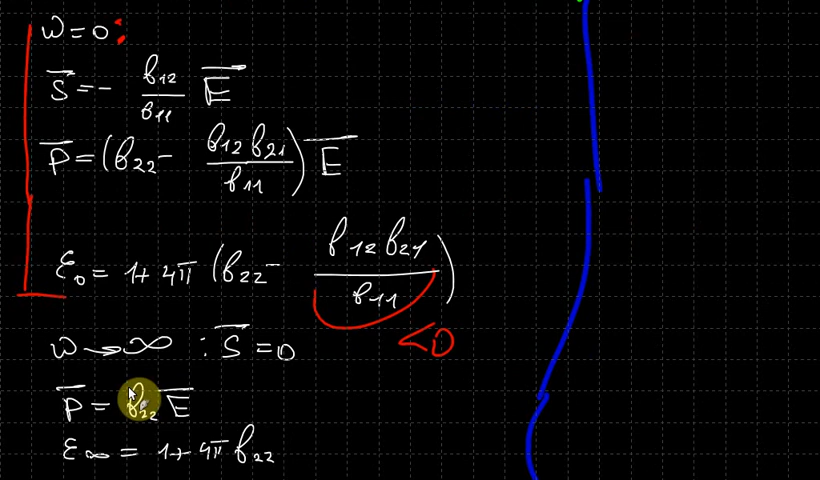 ω = 0 :
S̄ = - b₁₂/b₁₁ Ē
P̄ = (b₂₂ - b₁₂b₂₁/b₁₁) Ē
ε₀ = 1 + 4π (b₂₂ - b₁₂b₂₁/b₁₁)
<0
ω → ∞ : S̄ = 0
P̄ = b₂₂ Ē
ε∞ = 1 + 4π b₂₂